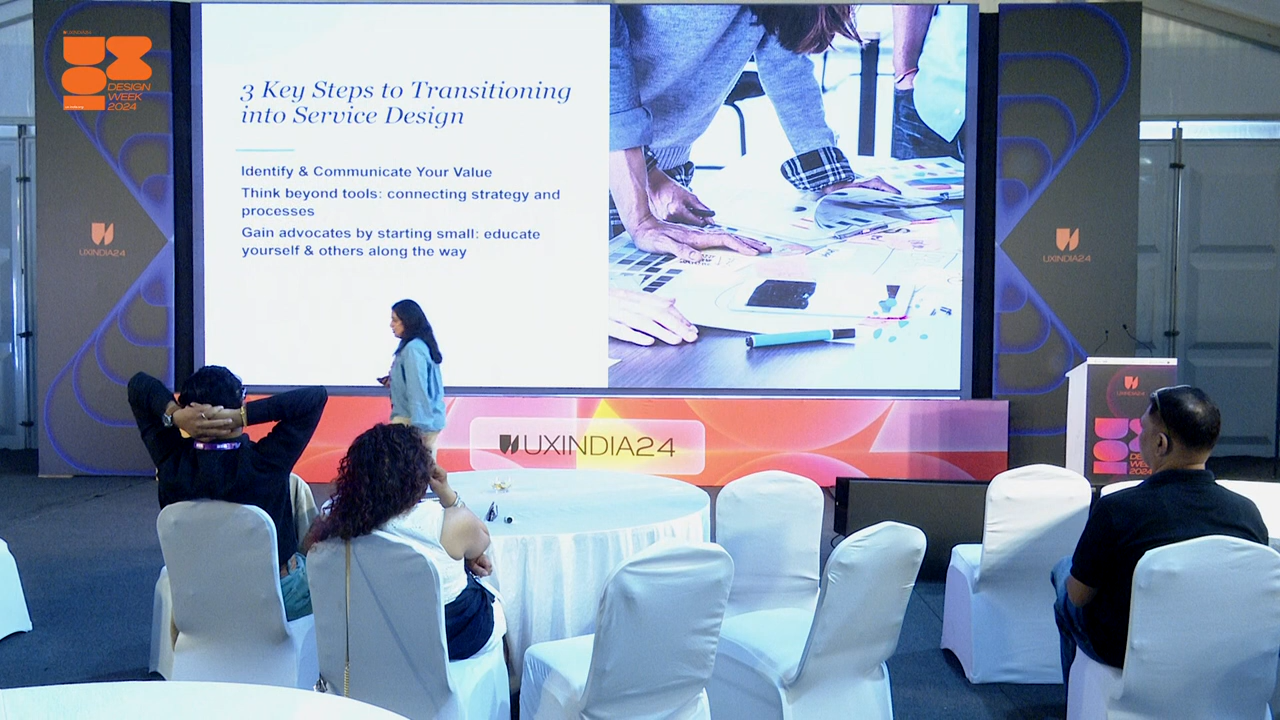 DESIGN
WEEK
2024
3 Key Steps to Transitioning
into Service Design
Identify & Communicate Your Value
Think beyond tools: connecting strategy and
processes
Gain advocates by starting small: educate
yourself & others along the way
UXINDIA24
UXINDIA24
UXINDIA24